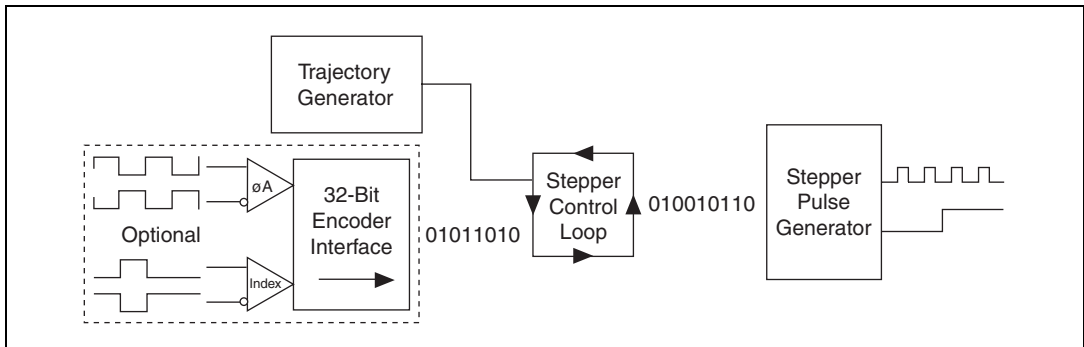 Trajectory
Generator
øA
Optional
Index
32-Bit
Encoder
Interface
01011010
Stepper
Control
Loop
010010110
Stepper
Pulse
Generator